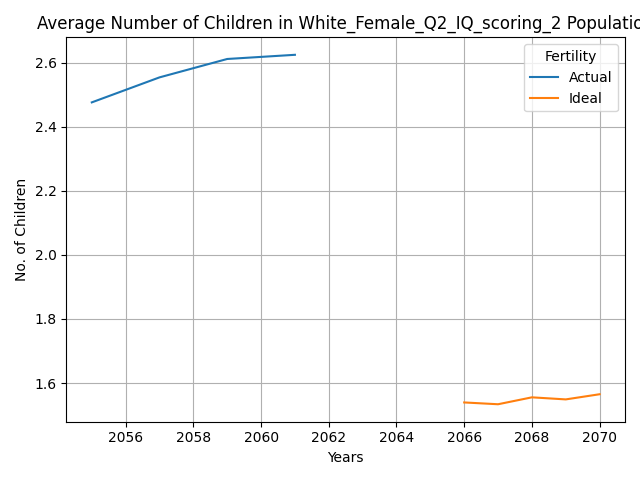 Average Number of Children in White_Female_Q2_IQ_scoring_2 Populatio
Fertility
Actual
Ideal
2.6
2.4
2.2
2.0
1.8
1.6
No. of Children
2056 2058 2060 2062 2064 2066 2068 2070
Years